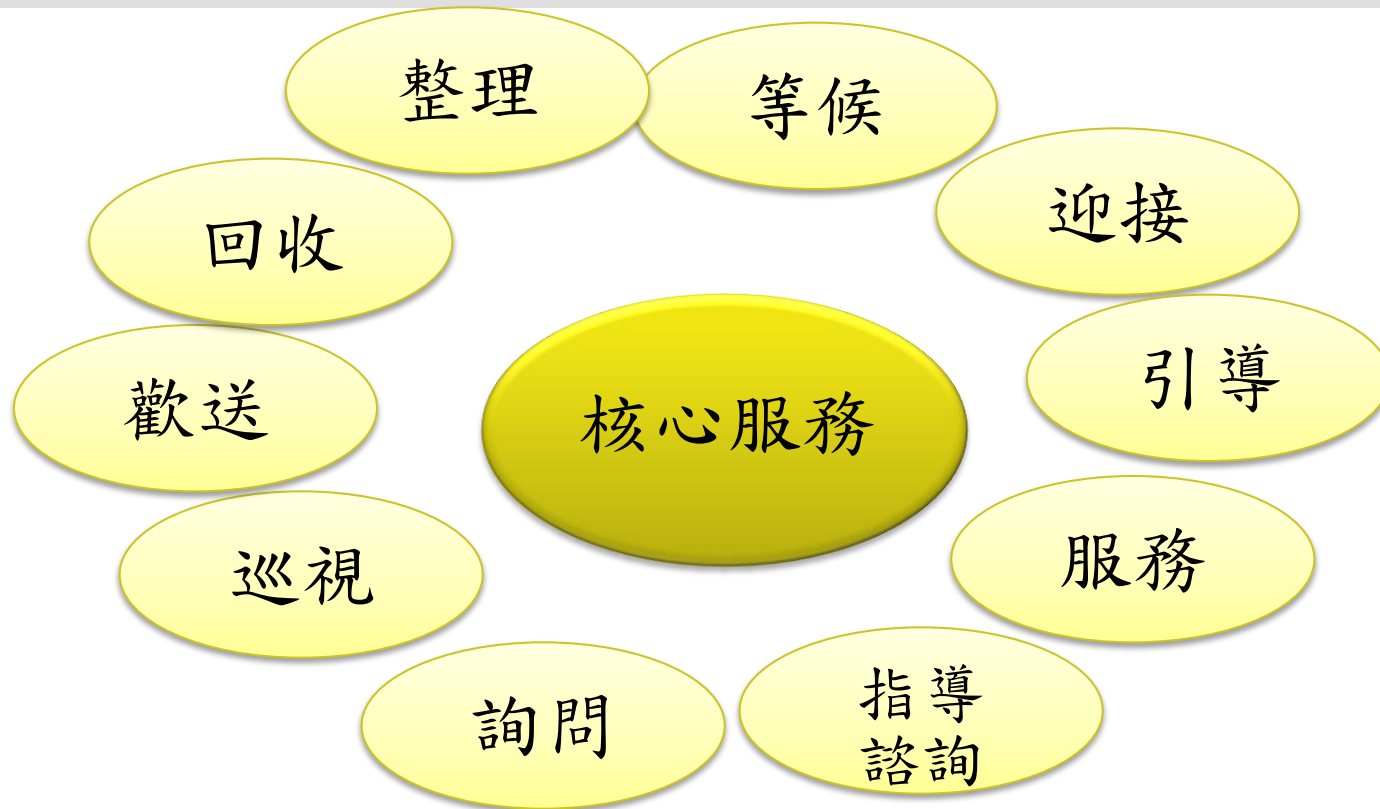 整理
等候
迎接
回收
引導
核心服務
歡送
服務
巡視
指導
諮詢
詢問